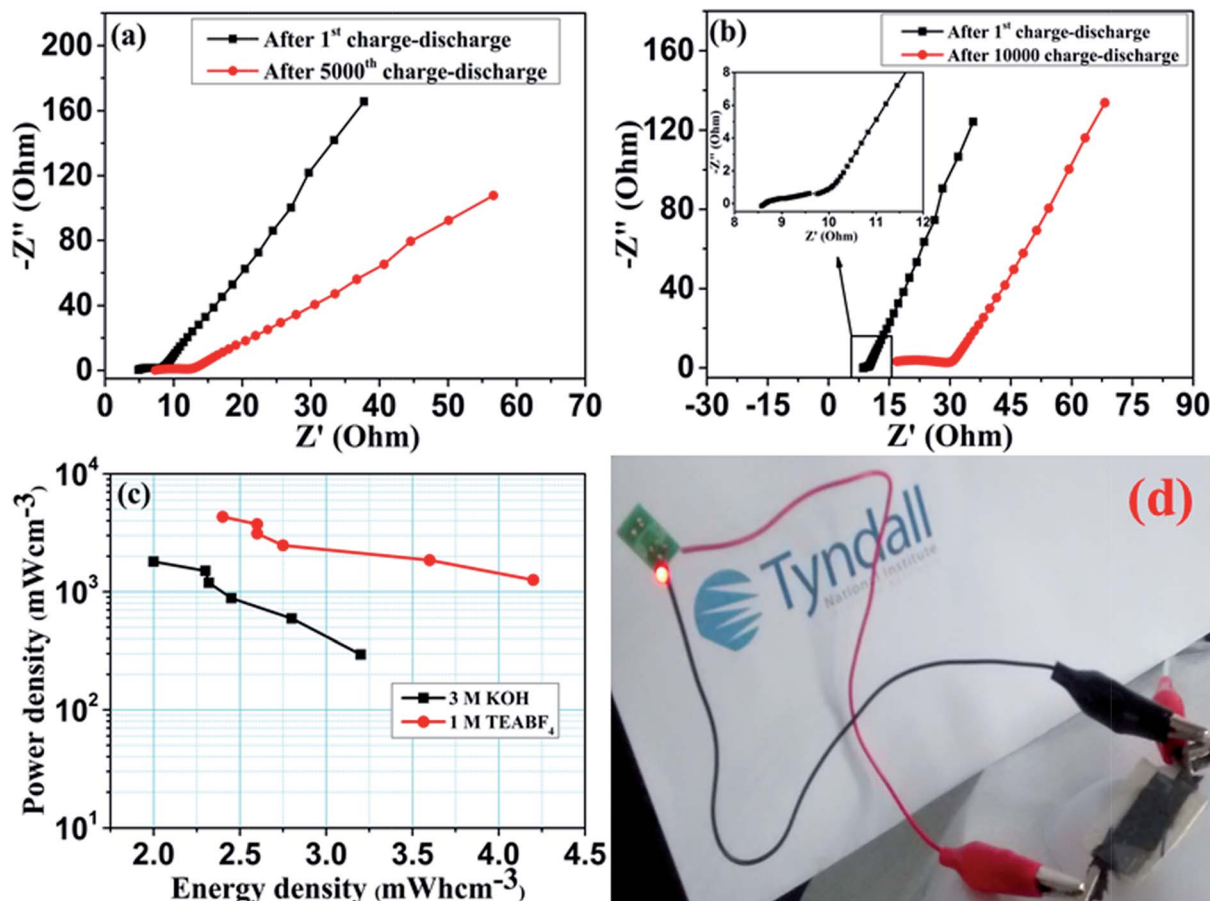 (a)
After 1st charge-discharge
After 5000th charge-discharge
200
160
120
80
40
0
-Z'' (Ohm)
0 10 20 30 40 50 60 70
Z' (Ohm)
(b)
After 1st charge-discharge
After 10000 charge-discharge
160
120
80
40
0
-Z'' (Ohm)
8
6
4
2
0
-Z'' (Ohm)
8 9 10 11 12
Z' (Ohm)
-30 -15 0 15 30 45 60 75 90
Z' (Ohm)
(c)
10^4
10^3
10^2
10^1
Power density (mWcm-3)
3 M KOH
1 M TEABF4
2.0 2.5 3.0 3.5 4.0 4.5
Energy density (mWhcm-3)
(d)
Tyndall
National Institute